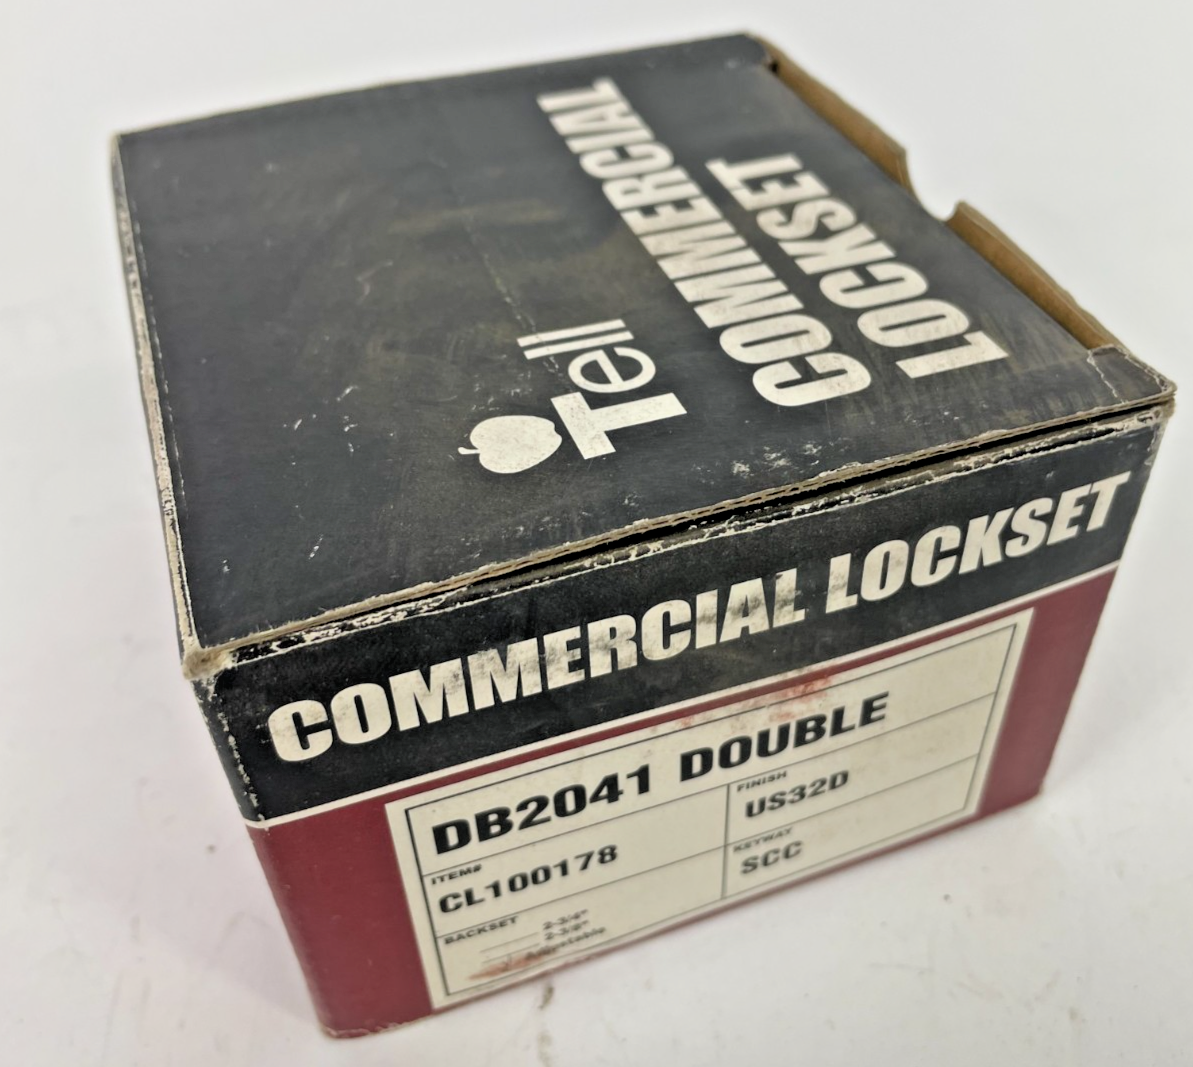 Tell
COMMERCIAL
LOCKSET
COMMERCIAL LOCKSET
DB2041 DOUBLE
ITEM#
CL100178
FINISH
US32D
KEYWAY
SCC
BACKSET
2-3/4"
2-3/8"
Adjustable